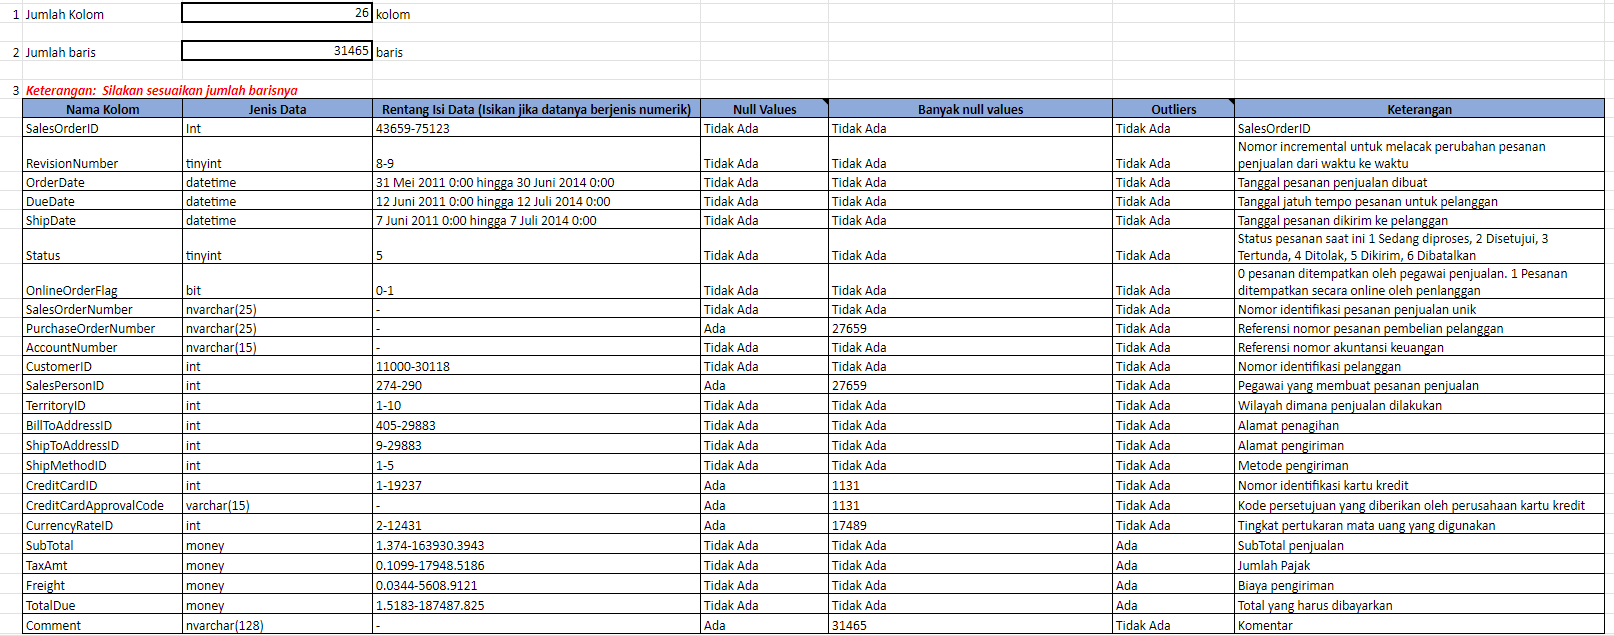 1 Jumlah Kolom 26 kolom
2 Jumlah baris 31465 baris
3 Keterangan: Silakan sesuaikan jumlah barisnya
Nama Kolom Jenis Data Rentang Isi Data (Isikan jika datanya berjenis numerik) Null Values Banyak null values Outliers Keterangan
SalesOrderID Int 43659-75123 Tidak Ada Tidak Ada Tidak Ada SalesOrderID
Nomor incremental untuk melacak perubahan pesanan
RevisionNumber tinyint 8-9 Tidak Ada Tidak Ada Tidak Ada penjualan dari waktu ke waktu
OrderDate datetime 31 Mei 2011 0:00 hingga 30 Juni 2014 0:00 Tidak Ada Tidak Ada Tidak Ada Tanggal pesanan penjualan dibuat
DueDate datetime 12 Juni 2011 0:00 hingga 12 Juli 2014 0:00 Tidak Ada Tidak Ada Tidak Ada Tanggal jatuh tempo pesanan untuk pelanggan
ShipDate datetime 7 Juni 2011 0:00 hingga 7 Juli 2014 0:00 Tidak Ada Tidak Ada Tidak Ada Tanggal pesanan dikirim ke pelanggan
Status pesanan saat ini 1 Sedang diproses, 2 Disetujui, 3
Status tinyint 5 Tidak Ada Tidak Ada Tidak Ada Tertunda, 4 Ditolak, 5 Dikirim, 6 Dibatalkan
0 pesanan ditempatkan oleh pegawai penjualan. 1 Pesanan
OnlineOrderFlag bit 0-1 Tidak Ada Tidak Ada Tidak Ada ditempatkan secara online oleh penlanggan
SalesOrderNumber nvarchar(25) - Tidak Ada Tidak Ada Tidak Ada Nomor identifikasi pesanan penjualan unik
PurchaseOrderNumber nvarchar(25) - Ada 27659 Tidak Ada Referensi nomor pesanan pembelian pelanggan
AccountNumber nvarchar(15) - Tidak Ada Tidak Ada Tidak Ada Referensi nomor akuntansi keuangan
CustomerID int 11000-30118 Tidak Ada Tidak Ada Tidak Ada Nomor identifikasi pelanggan
SalesPersonID int 274-290 Ada 27659 Tidak Ada Pegawai yang membuat pesanan penjualan
TerritoryID int 1-10 Tidak Ada Tidak Ada Tidak Ada Wilayah dimana penjualan dilakukan
BillToAddressID int 405-29883 Tidak Ada Tidak Ada Tidak Ada Alamat penagihan
ShipToAddressID int 9-29883 Tidak Ada Tidak Ada Tidak Ada Alamat pengiriman
ShipMethodID int 1-5 Tidak Ada Tidak Ada Tidak Ada Metode pengiriman
CreditCardID int 1-19237 Ada 1131 Tidak Ada Nomor identifikasi kartu kredit
CreditCardApprovalCode varchar(15) - Ada 1131 Tidak Ada Kode persetujuan yang diberikan oleh perusahaan kartu kredit
CurrencyRateID int 2-12431 Ada 17489 Tidak Ada Tingkat pertukaran mata uang yang digunakan
SubTotal money 1.374-163930.3943 Tidak Ada Tidak Ada Ada SubTotal penjualan
TaxAmt money 0.1099-17948.5186 Tidak Ada Tidak Ada Ada Jumlah Pajak
Freight money 0.0344-5608.9121 Tidak Ada Tidak Ada Ada Biaya pengiriman
TotalDue money 1.5183-187487.825 Tidak Ada Tidak Ada Ada Total yang harus dibayarkan
Comment nvarchar(128) - Ada 31465 Tidak Ada Komentar